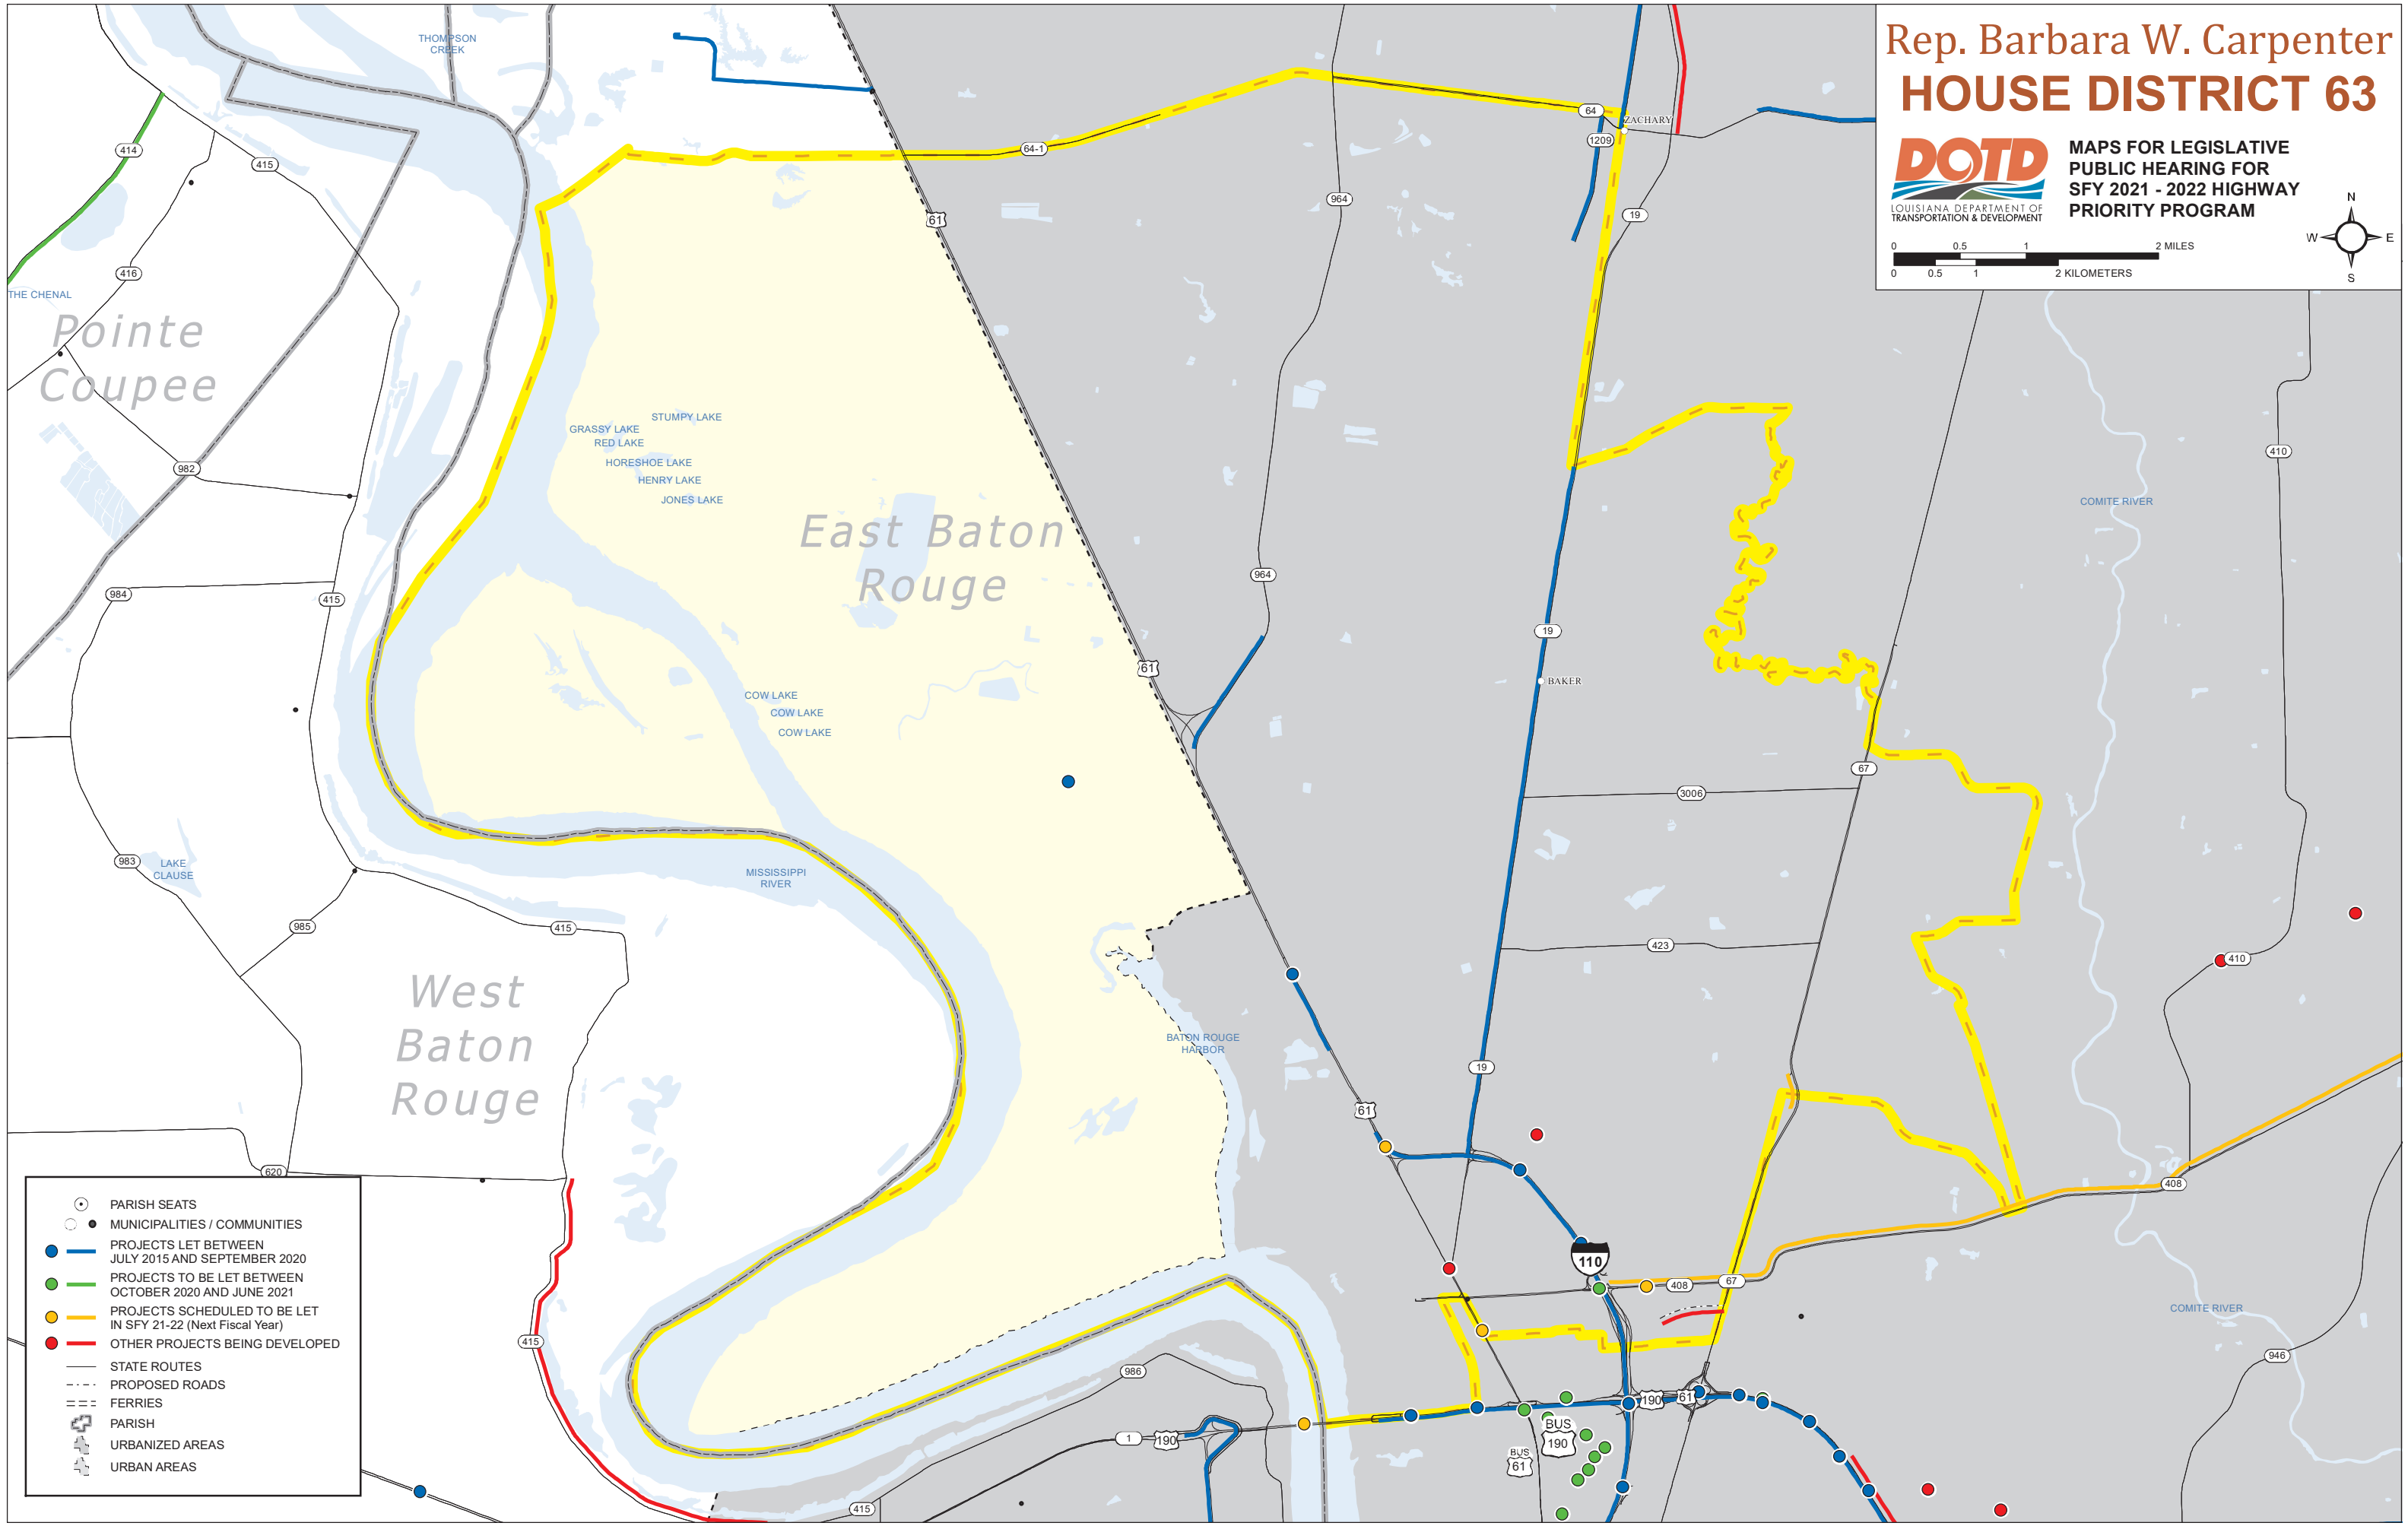 Rep. Barbara W. Carpenter
HOUSE DISTRICT 63
DOTD
LOUISIANA DEPARTMENT OF
TRANSPORTATION & DEVELOPMENT
MAPS FOR LEGISLATIVE
PUBLIC HEARING FOR
SFY 2021 - 2022 HIGHWAY
PRIORITY PROGRAM
0 0.5 1 2 MILES
0 0.5 1 2 KILOMETERS
N
W E
S
THOMPSON
CREEK
414
415
416
THE CHENAL
Pointe
Coupee
982
984
415
983
LAKE
CLAUSE
985
415
West
Baton
Rouge
620
415
415
64-1
61
964
64
ZACHARY
1209
19
STUMPY LAKE
GRASSY LAKE
RED LAKE
HORESHOE LAKE
HENRY LAKE
JONES LAKE
East Baton
Rouge
964
61
COW LAKE
COW LAKE
COW LAKE
MISSISSIPPI
RIVER
BATON ROUGE
HARBOR
410
COMITE RIVER
19
BAKER
67
3006
423
410
19
61
408
110
408
67
COMITE RIVER
946
986
1
190
190
61
BUS
190
BUS
61
PARISH SEATS
MUNICIPALITIES / COMMUNITIES
PROJECTS LET BETWEEN
JULY 2015 AND SEPTEMBER 2020
PROJECTS TO BE LET BETWEEN
OCTOBER 2020 AND JUNE 2021
PROJECTS SCHEDULED TO BE LET
IN SFY 21-22 (Next Fiscal Year)
OTHER PROJECTS BEING DEVELOPED
STATE ROUTES
PROPOSED ROADS
FERRIES
PARISH
URBANIZED AREAS
URBAN AREAS